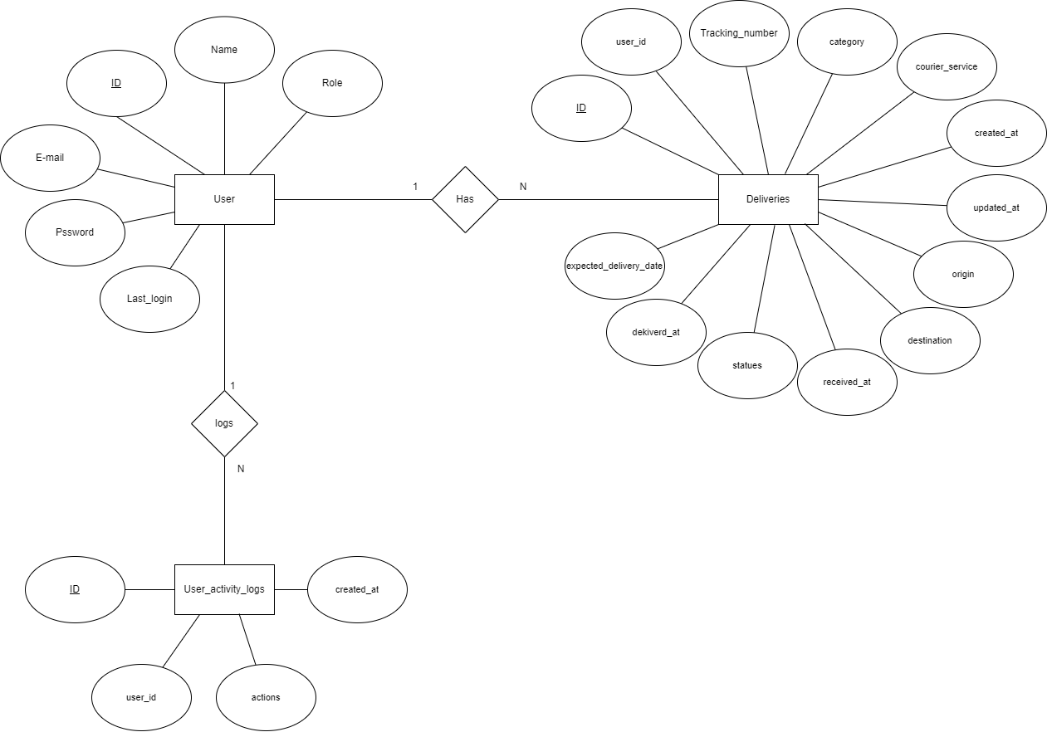 Name
ID
Role
E-mail
Pssword
Last_login
User
1
Has
N
Tracking_number
user_id
category
courier_service
ID
created_at
updated_at
Deliveries
expected_delivery_date
origin
dekiverd_at
destination
statues
received_at
1
logs
N
ID
User_activity_logs
created_at
user_id
actions